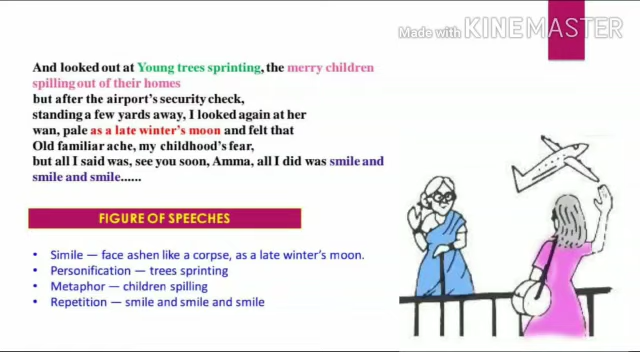 Made with KINEMASTER
And looked out at Young trees sprinting, the merry children
spilling out of their homes
but after the airport's security check,
standing a few yards away, I looked again at her
wan, pale as a late winter's moon and felt that
Old familiar ache, my childhood's fear,
but all I said was, see you soon, Amma, all I did was smile and
smile and smile......
FIGURE OF SPEECHES
• Simile — face ashen like a corpse, as a late winter's moon.
• Personification — trees sprinting
• Metaphor — children spilling
• Repetition — smile and smile and smile